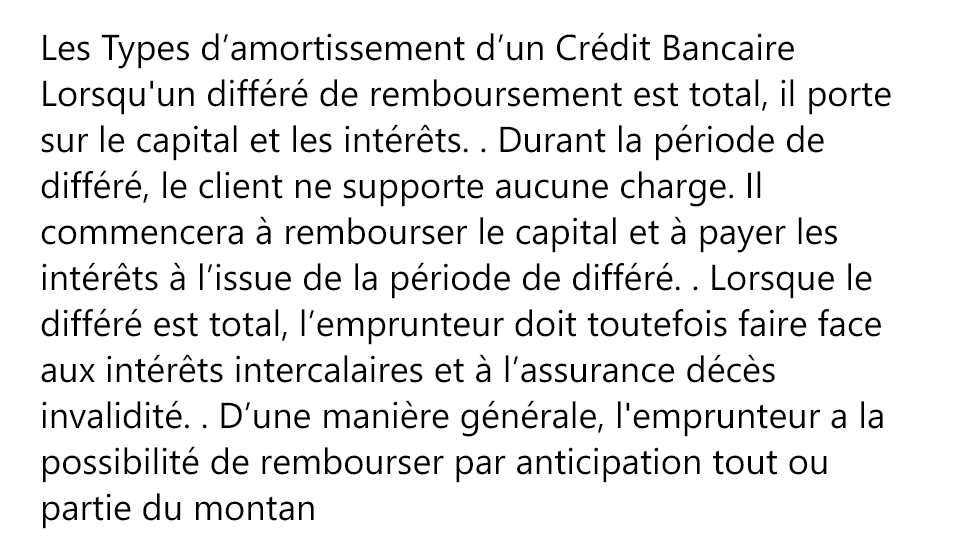 Les Types d’amortissement d’un Crédit Bancaire
Lorsqu'un différé de remboursement est total, il porte
sur le capital et les intérêts. . Durant la période de
différé, le client ne supporte aucune charge. Il
commencera à rembourser le capital et à payer les
intérêts à l’issue de la période de différé. . Lorsque le
différé est total, l’emprunteur doit toutefois faire face
aux intérêts intercalaires et à l’assurance décès
invalidité. . D’une manière générale, l'emprunteur a la
possibilité de rembourser par anticipation tout ou
partie du montan